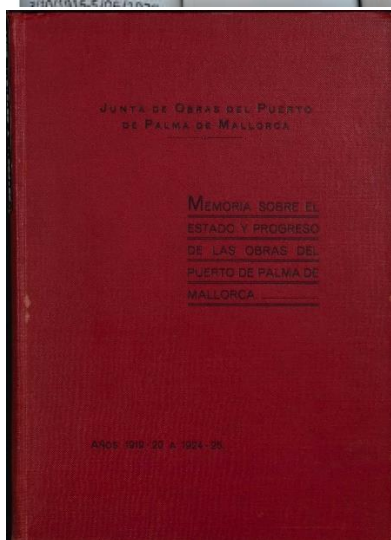 JUNTA DE OBRAS DEL PUERTO
DE PALMA DE MALLORCA
MEMORIA SOBRE EL
ESTADO Y PROGRESO
DE LAS OBRAS DEL
PUERTO DE PALMA DE
MALLORCA
AÑOS 1919-20 A 1924-25